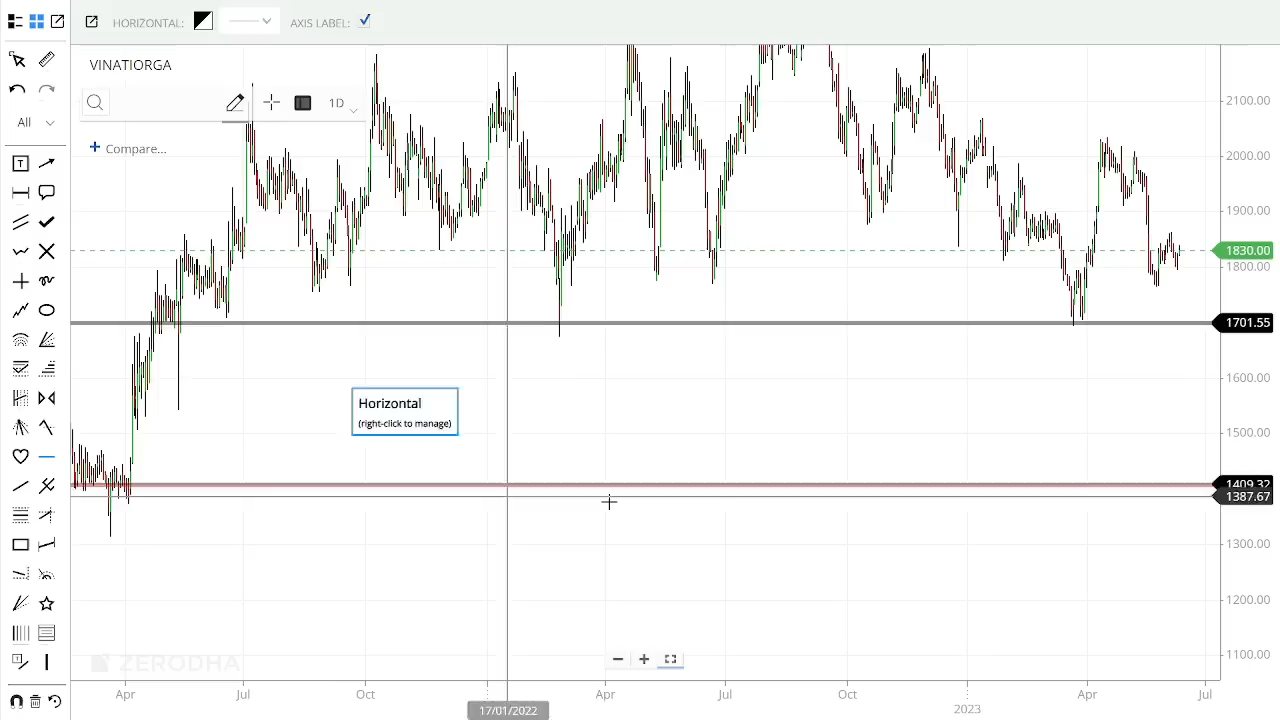 HORIZONTAL:
AXIS LABEL:
VINATIORGA
1D
All
Compare...
T
2100.00
2000.00
1900.00
1830.00
1800.00
1701.55
1600.00
Horizontal
(right-click to manage)
1500.00
1409.32
1387.67
1300.00
1200.00
1100.00
ZERODHA
Apr
Jul
Oct
Apr
Jul
Oct
Apr
Jul
17/01/2022
2023